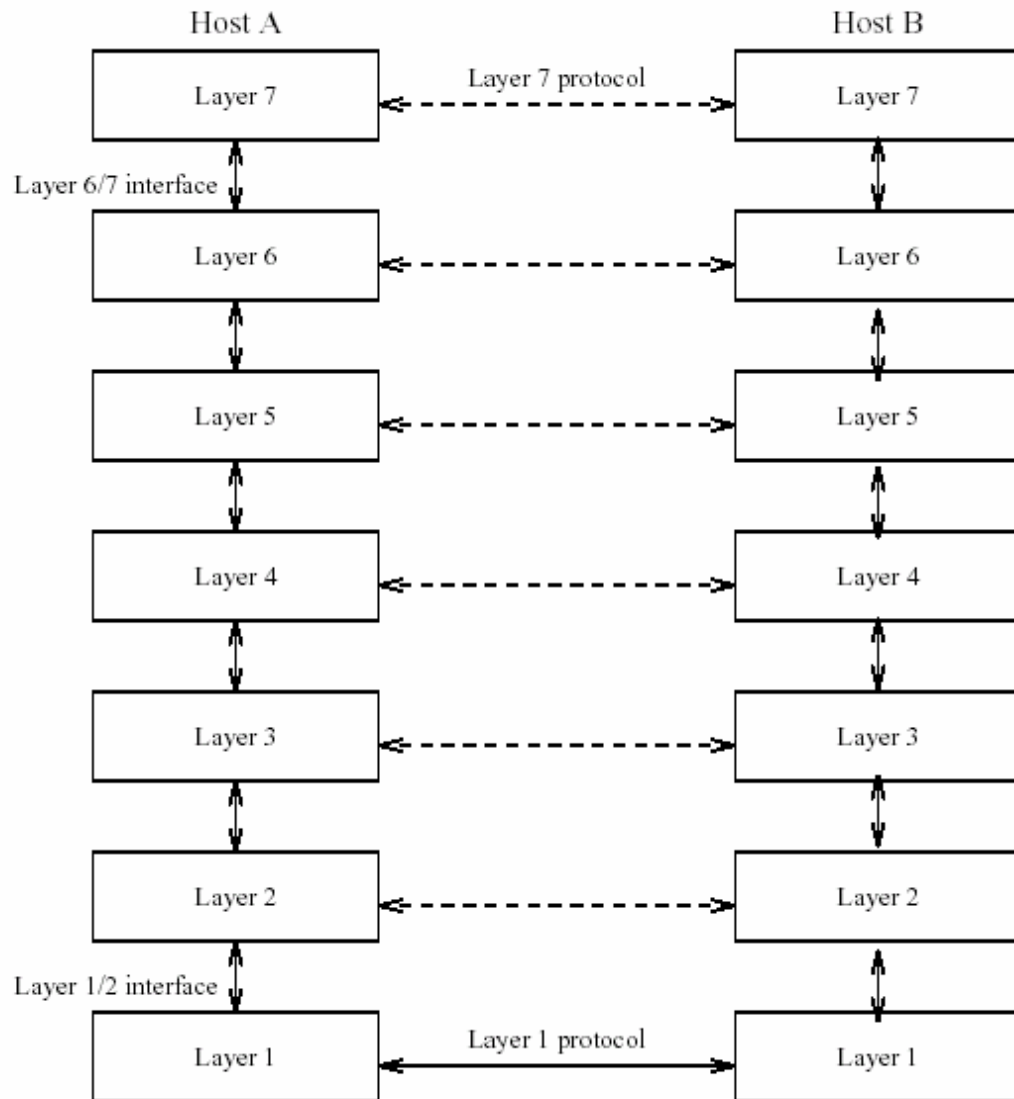 Host A
Host B
Layer 7
Layer 7 protocol
Layer 7
Layer 6/7 interface
Layer 6
Layer 6
Layer 5
Layer 5
Layer 4
Layer 4
Layer 3
Layer 3
Layer 2
Layer 2
Layer 1/2 interface
Layer 1
Layer 1 protocol
Layer 1